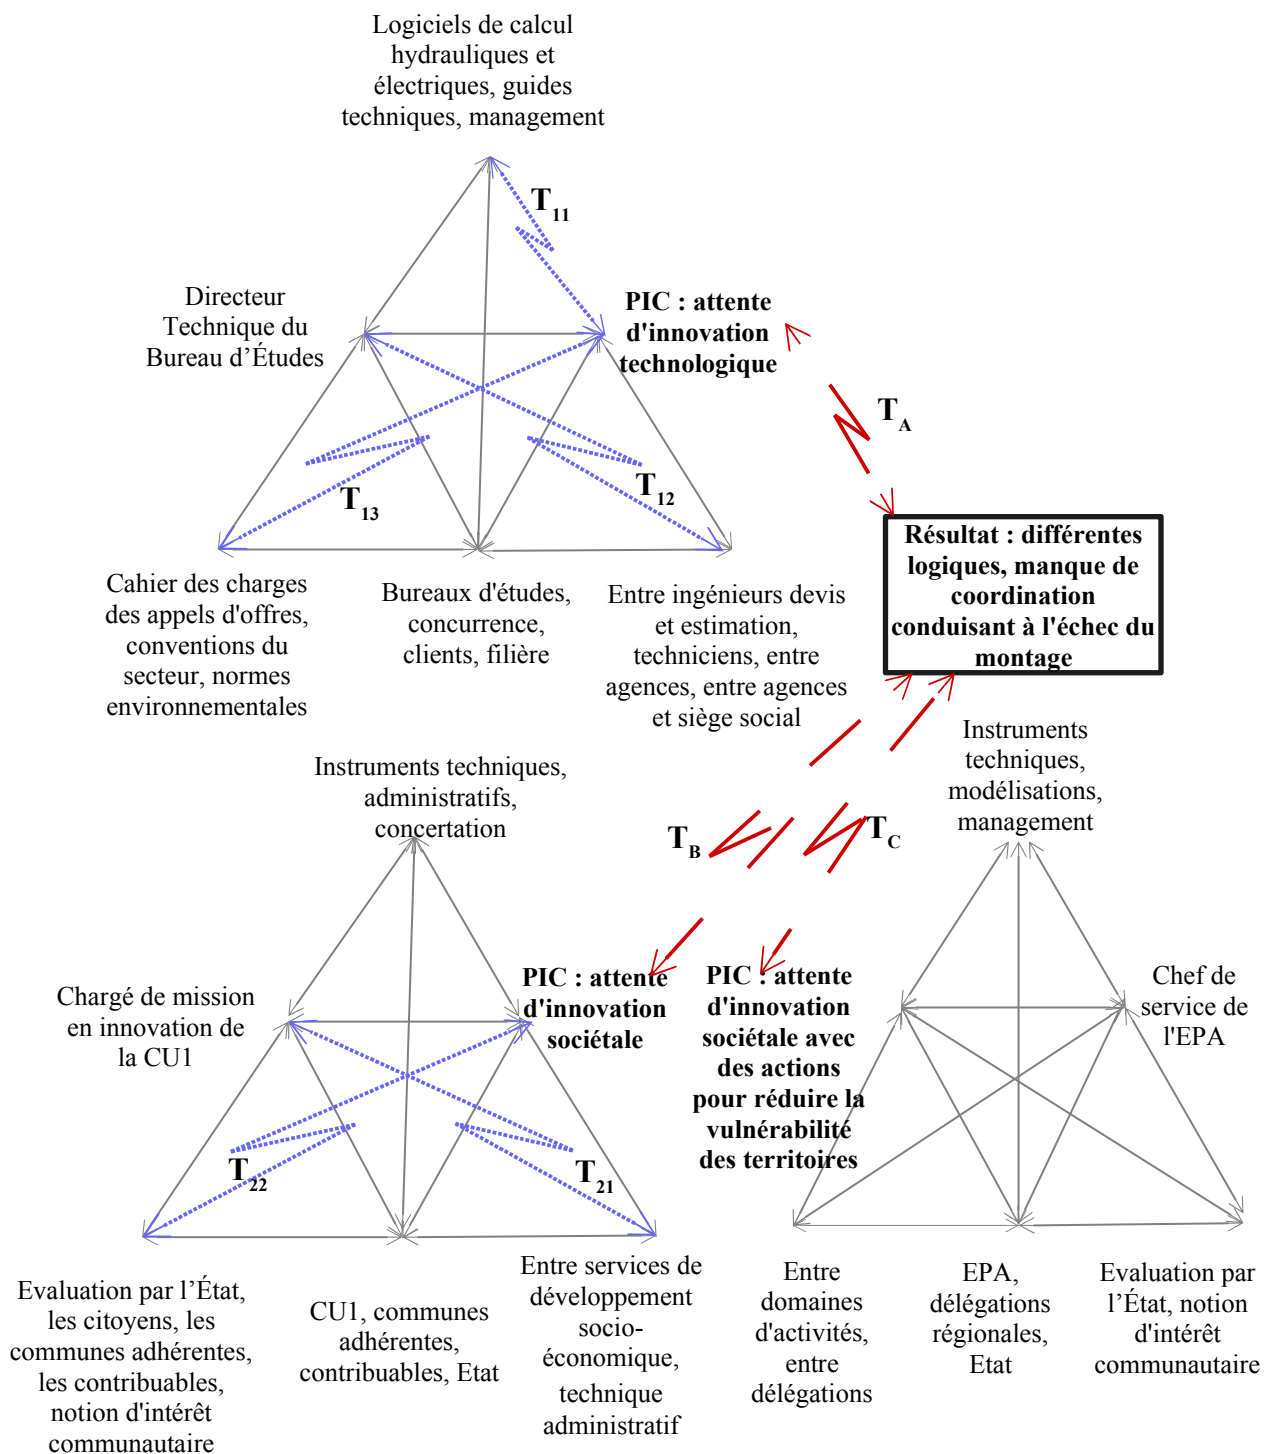 Logiciels de calcul
hydrauliques et
électriques, guides
techniques, management
T11
Directeur
Technique du
Bureau d’Études
PIC : attente
d'innovation
technologique
TA
T13
T12
Résultat : différentes
logiques, manque de
coordination
conduisant à l'échec du
montage
Cahier des charges
des appels d'offres,
conventions du
secteur, normes
environnementales
Bureaux d'études,
concurrence,
clients, filière
Entre ingénieurs devis
et estimation,
techniciens, entre
agences, entre agences
et siège social
Instruments techniques,
administratifs,
concertation
Instruments
techniques,
modélisations,
management
TB
TC
Chargé de mission
en innovation de
la CU1
PIC : attente
d'innovation
sociétale
PIC : attente
d'innovation
sociétale avec
des actions
pour réduire la
vulnérabilité
des territoires
Chef de
service de
l'EPA
T22
T21
Evaluation par l’État,
les citoyens, les
communes adhérentes,
les contribuables,
notion d'intérêt
communautaire
CU1, communes
adhérentes,
contribuables, Etat
Entre services de
développement
socio-
économique,
technique
administratif
Entre
domaines
d'activités,
entre
délégations
EPA,
délégations
régionales,
Etat
Evaluation par
l’État, notion
d'intérêt
communautaire